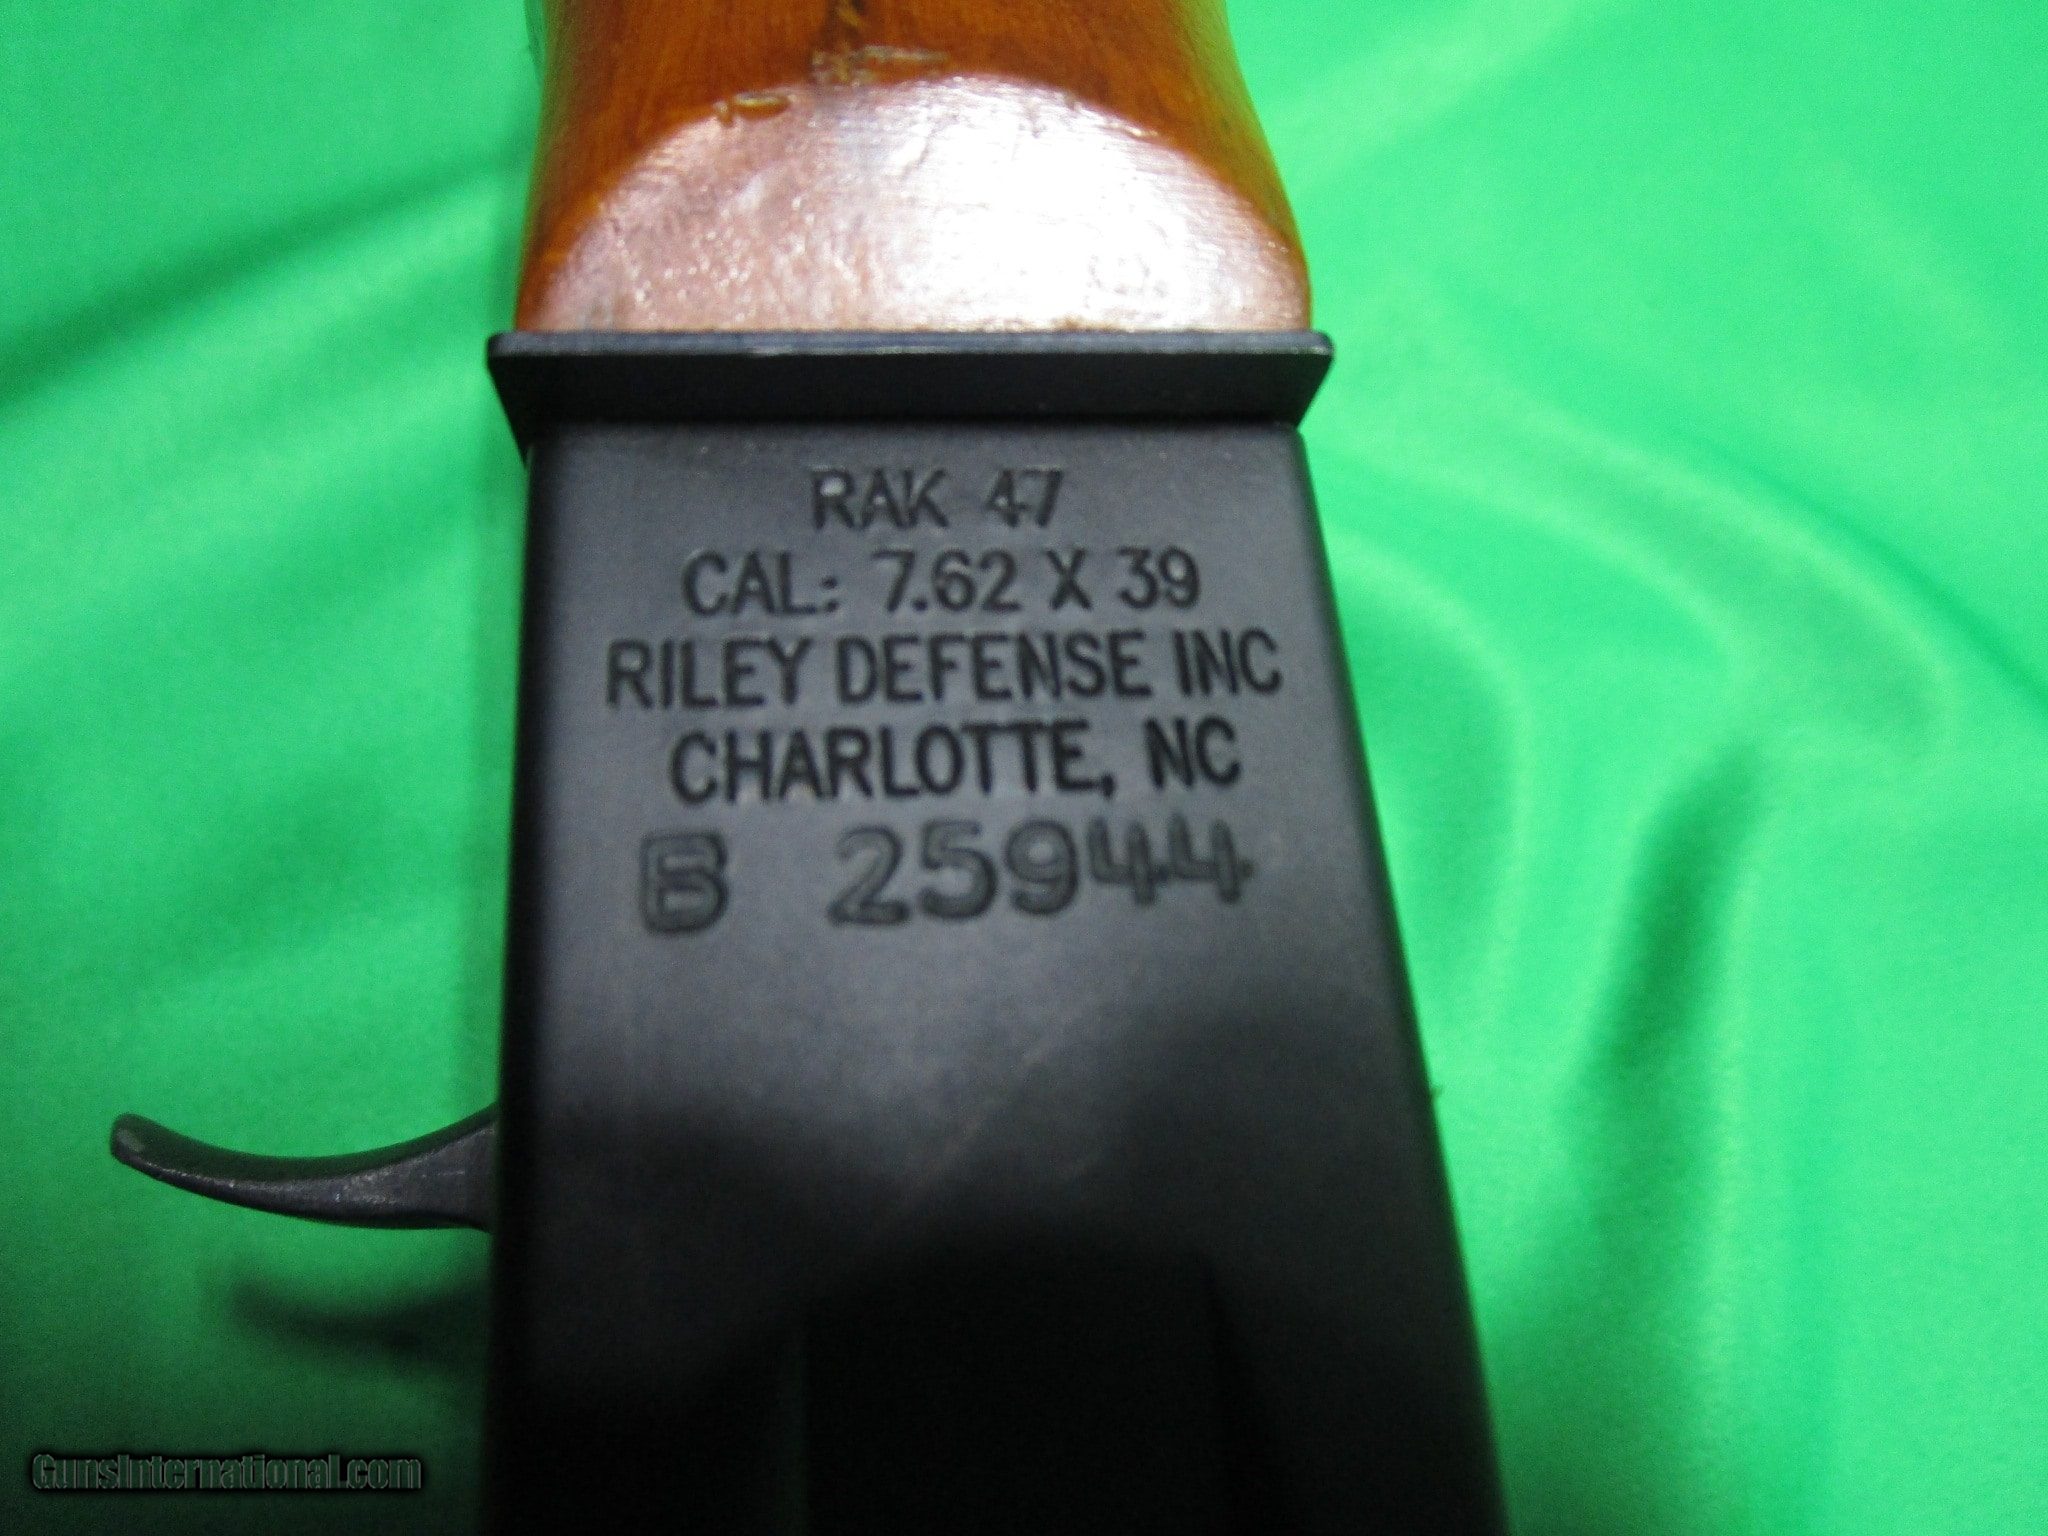 RAK 47
CAL: 7.62 X 39
RILEY DEFENSE INC
CHARLOTTE, NC
B 25944
GunsInternational.com